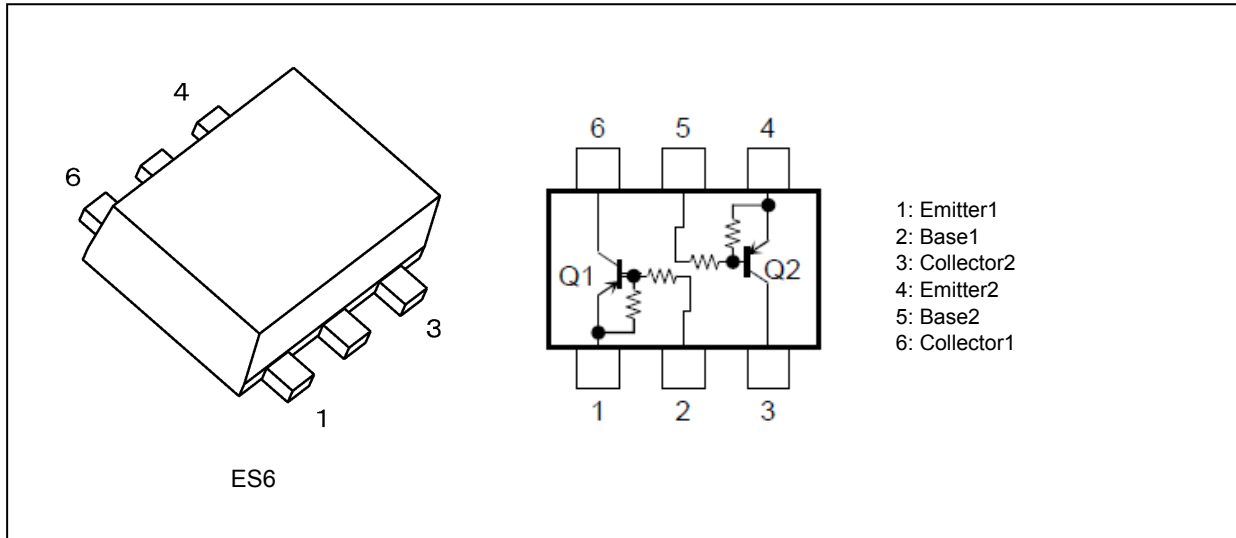 4
6
3
1
ES6
6 5 4
Q1
Q2
1 2 3
1: Emitter1
2: Base1
3: Collector2
4: Emitter2
5: Base2
6: Collector1